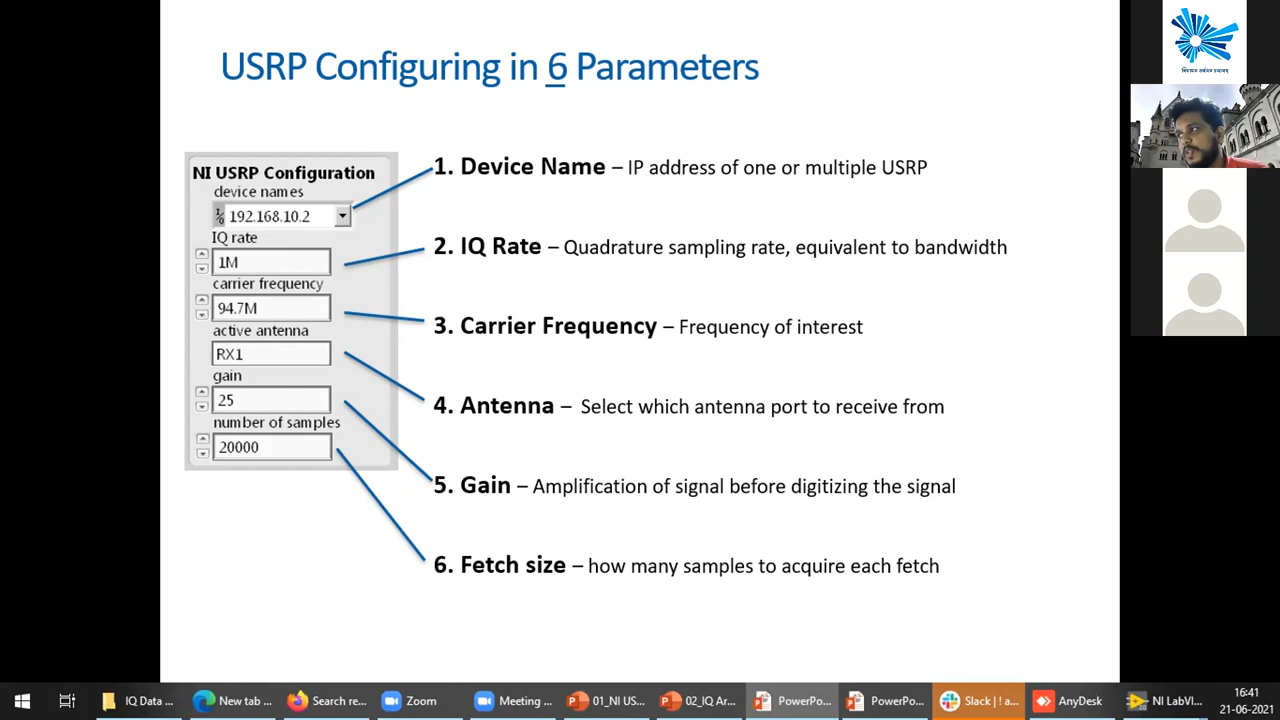 USRP Configuring in 6 Parameters
NI USRP Configuration
device names
192.168.10.2
IQ rate
1M
carrier frequency
94.7M
active antenna
RX1
gain
25
number of samples
20000
1. Device Name – IP address of one or multiple USRP
2. IQ Rate – Quadrature sampling rate, equivalent to bandwidth
3. Carrier Frequency – Frequency of interest
4. Antenna – Select which antenna port to receive from
5. Gain – Amplification of signal before digitizing the signal
6. Fetch size – how many samples to acquire each fetch
IQ Data ...
New tab ...
Search re...
Zoom
Meeting ...
01_NI US...
02_IQ Ar...
PowerPo...
PowerPo...
Slack | ! a...
AnyDesk
NI LabVI...
16:41
21-06-2021